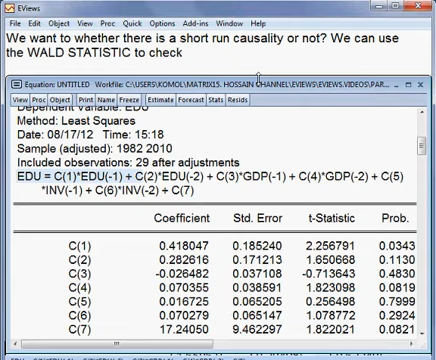 EViews
File Edit Object View Proc Quick Options Add-ins Window Help
We want to whether there is a short run causality or not? We can use
the WALD STATISTIC to check
Equation: UNTITLED Workfile: C:\USERS\KOMOL\MATRIX15. HOSSAIN CHANNEL\EVIEWS\EVIEWS.VIDEOS\PAR...
View Proc Object Print Name Freeze Estimate Forecast Stats Resids
Dependent Variable: EDU
Method: Least Squares
Date: 08/17/12 Time: 15:18
Sample (adjusted): 1982 2010
Included observations: 29 after adjustments
EDU = C(1)*EDU(-1) + C(2)*EDU(-2) + C(3)*GDP(-1) + C(4)*GDP(-2) + C(5)
*INV(-1) + C(6)*INV(-2) + C(7)
Coefficient Std. Error t-Statistic Prob.
C(1) 0.418047 0.185240 2.256791 0.0343
C(2) 0.282616 0.171213 1.650668 0.1130
C(3) -0.026482 0.037108 -0.713643 0.4830
C(4) 0.070355 0.038591 1.823098 0.0819
C(5) 0.016725 0.065205 0.256498 0.7999
C(6) 0.070279 0.065147 1.078772 0.2924
C(7) 17.24050 9.462297 1.822021 0.0821